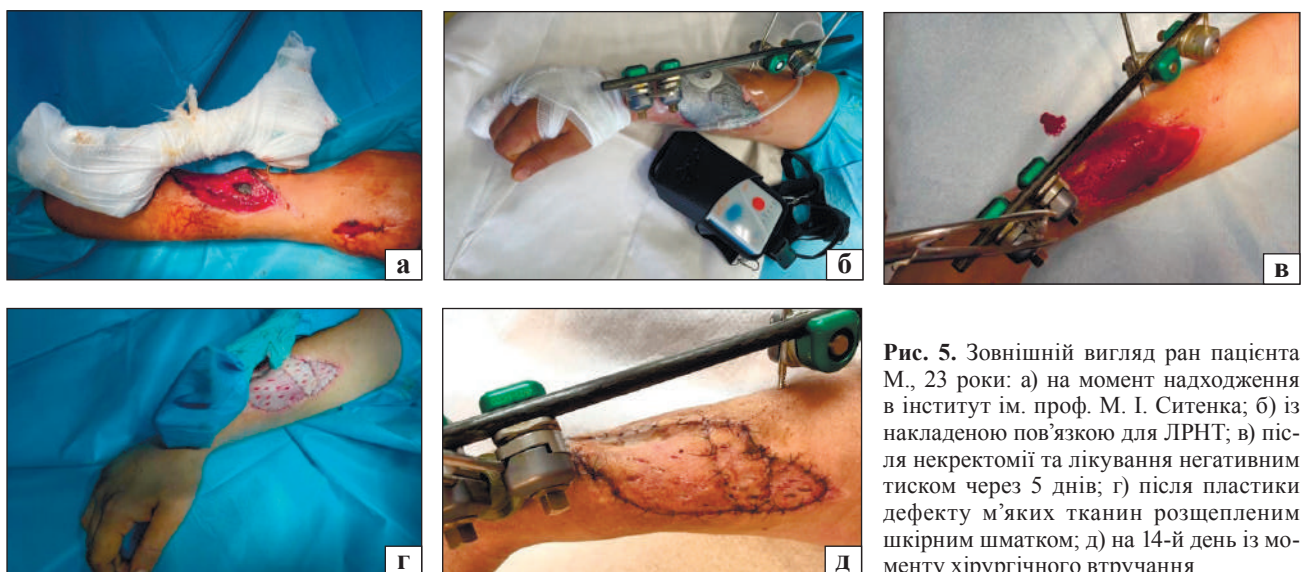 а
б
в
г
д
Рис. 5. Зовнішній вигляд ран пацієнта
М., 23 роки: а) на момент надходження
в інститут ім. проф. М. І. Ситенка; б) із
накладеною пов'язкою для ЛРНТ; в) піс-
ля некректомії та лікування негативним
тиском через 5 днів; г) після пластики
дефекту м'яких тканин розщепленим
шкірним шматком; д) на 14-й день із мо-
менту хірургічного втручання